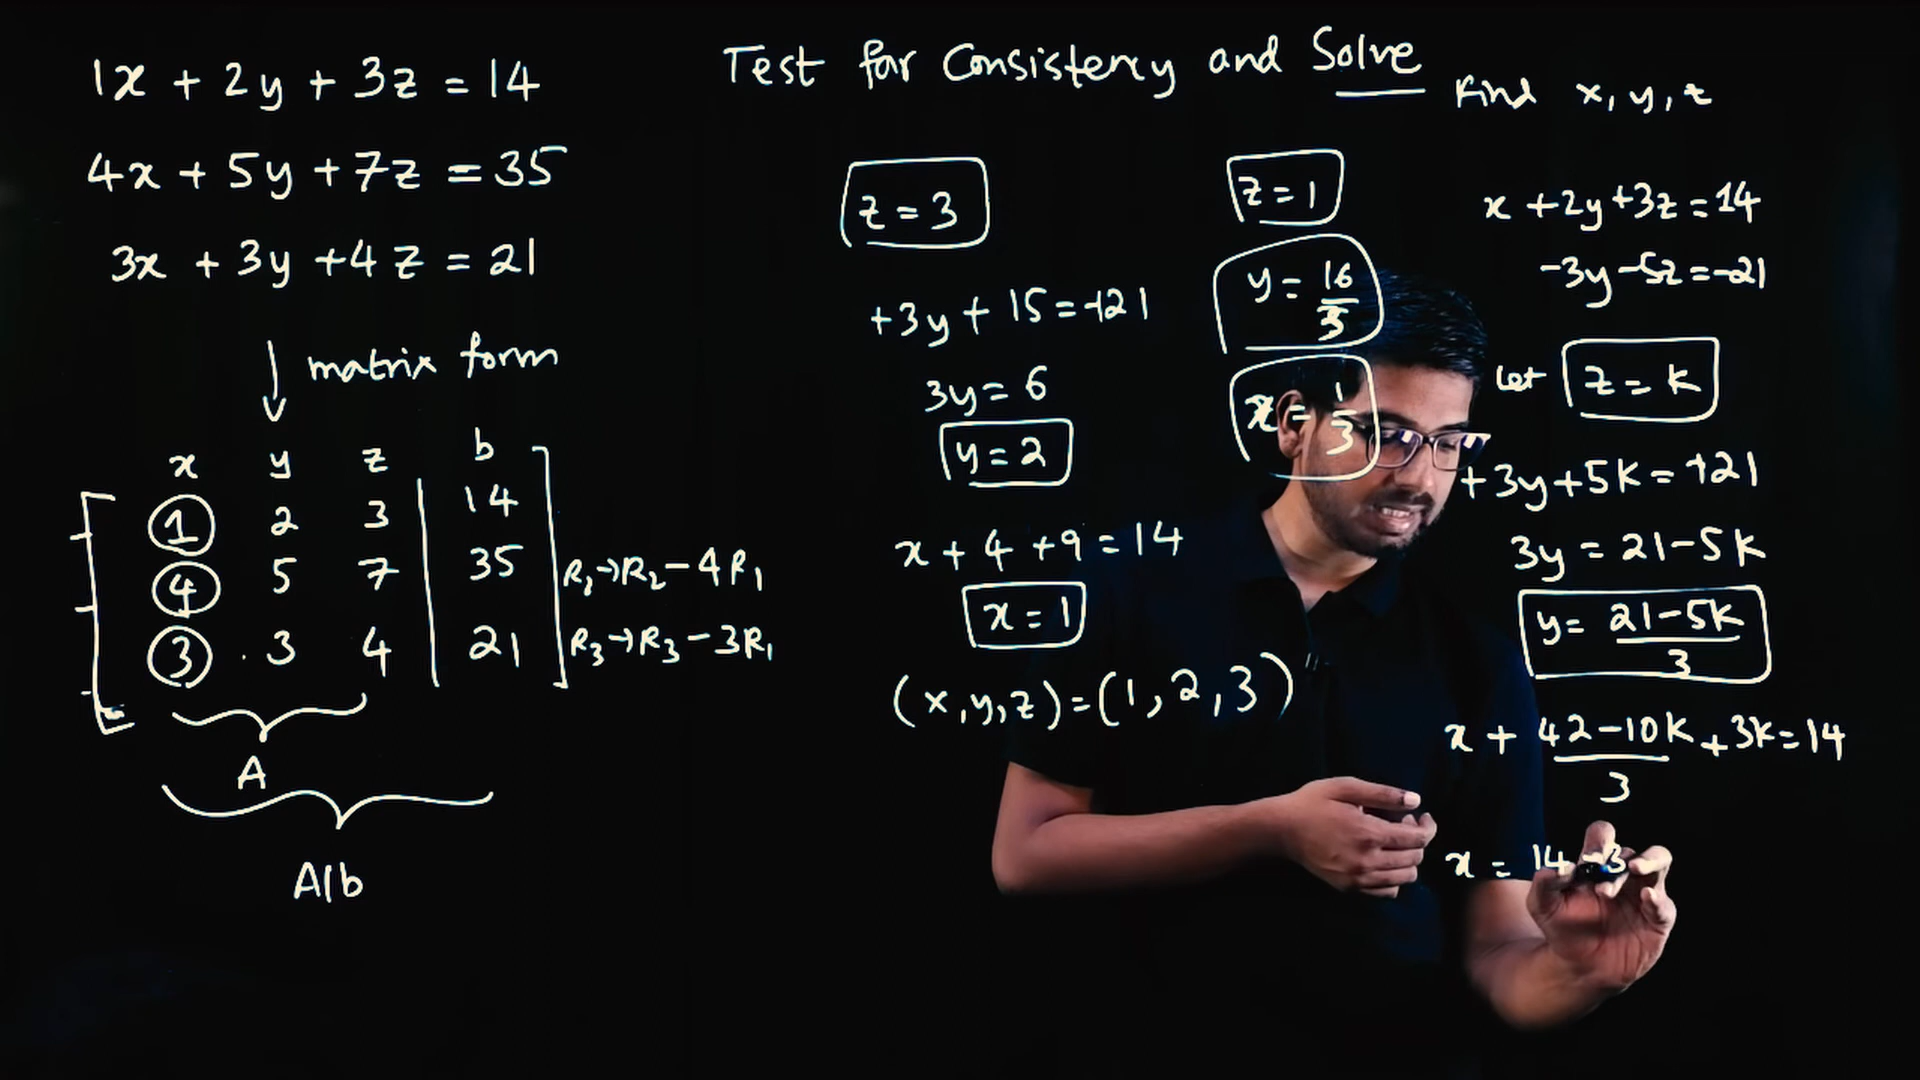 1x + 2y + 3z = 14
4x + 5y + 7z = 35
3x + 3y + 4z = 21
↓ matrix form
x y z b
1 2 3 | 14
4 5 7 | 35 R₂→R₂-4R₁
3 3 4 | 21 R₃→R₃-3R₁
A
A|b
Test for Consistency and Solve
Find x, y, z
z = 3
+3y + 15 = +21
3y = 6
y = 2
x + 4 + 9 = 14
x = 1
(x, y, z) = (1, 2, 3)
z = 1
y = 16/3
x = 1/3
x + 2y + 3z = 14
-3y - 5z = -21
Let z = K
+3y + 5K = +21
3y = 21 - 5K
y = (21 - 5K)/3
x + (42 - 10K)/3 + 3K = 14
x = 14 - 3